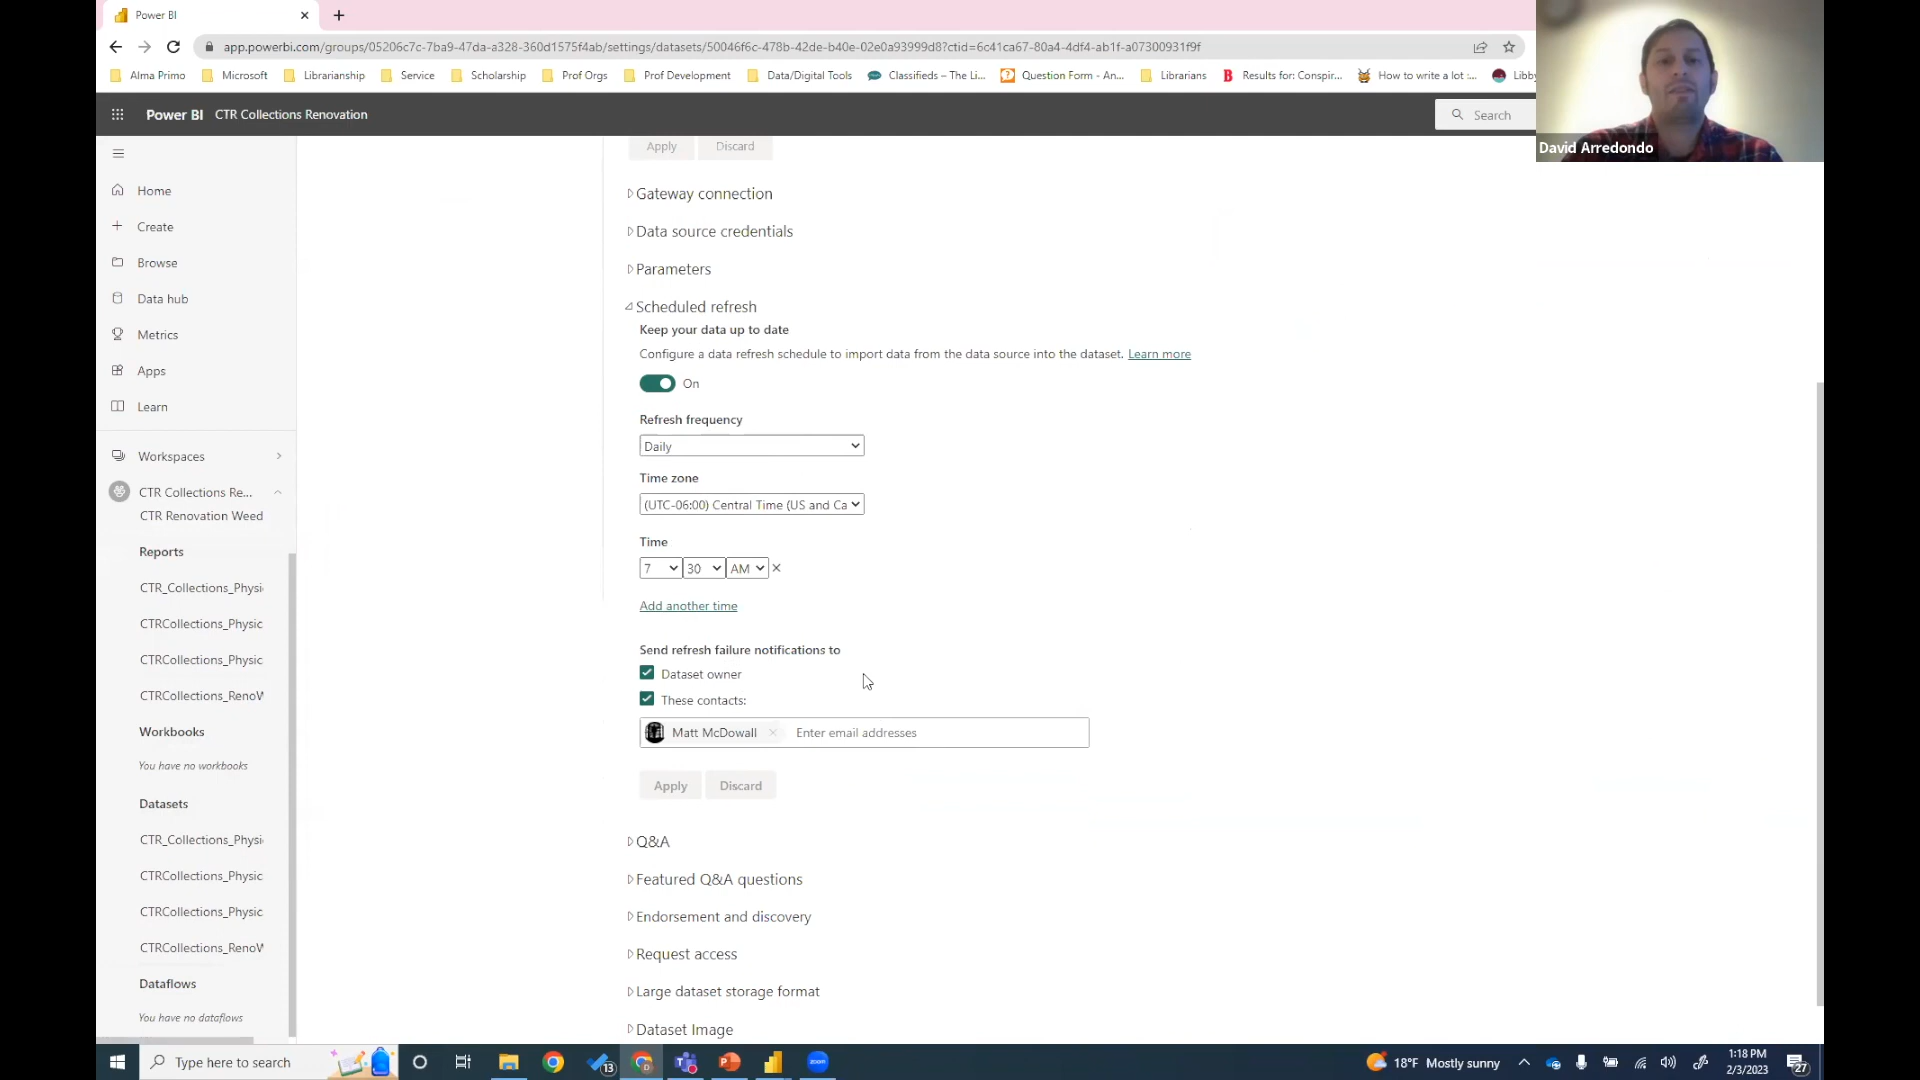 Power BI
app.powerbi.com/groups/05206c7c-7ba9-47da-a328-360d1575f4ab/settings/datasets/50046f6c-478b-42de-b40e-02e0a93999d8?ctid=6c41ca67-80a4-4df4-ab1f-a07300931f9f
Alma Primo Microsoft Librarianship Service Scholarship Prof Orgs Prof Development Data/Digital Tools Classifieds – The Li... Question Form - An... Librarians Results for: Conspir... How to write a lot :... Libby
Power BI CTR Collections Renovation Search
David Arredondo
Apply Discard
Home
Create
Browse
Data hub
Metrics
Apps
Learn
Workspaces
CTR Collections Re...
CTR Renovation Weed
Reports
CTR_Collections_Physi
CTRCollections_Physic
CTRCollections_Physic
CTRCollections_RenoW
Workbooks
You have no workbooks
Datasets
CTR_Collections_Physi
CTRCollections_Physic
CTRCollections_Physic
CTRCollections_RenoW
Dataflows
You have no dataflows
Gateway connection
Data source credentials
Parameters
Scheduled refresh
Keep your data up to date
Configure a data refresh schedule to import data from the data source into the dataset. Learn more
On
Refresh frequency
Daily
Time zone
(UTC-06:00) Central Time (US and Ca
Time
7 30 AM
Add another time
Send refresh failure notifications to
Dataset owner
These contacts:
Matt McDowall Enter email addresses
Apply Discard
Q&A
Featured Q&A questions
Endorsement and discovery
Request access
Large dataset storage format
Dataset Image
Type here to search
13
zoom
18°F Mostly sunny
1:18 PM
2/3/2023
27